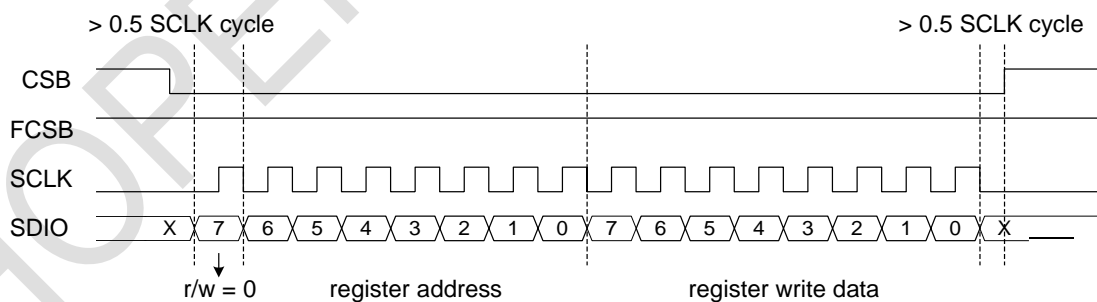 > 0.5 SCLK cycle > 0.5 SCLK cycle
CSB
FCSB
SCLK
SDIO X 7 6 5 4 3 2 1 0 7 6 5 4 3 2 1 0 X
r/w = 0 register address register write data